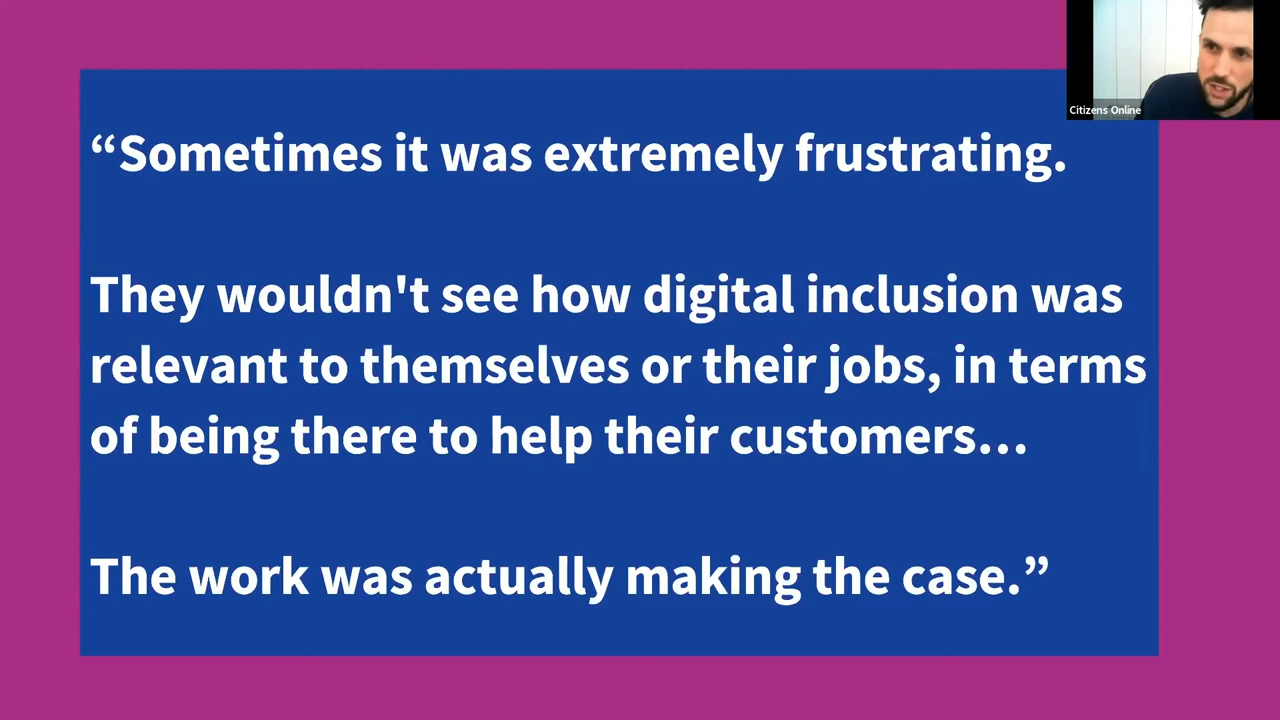 Citizens Online
“Sometimes it was extremely frustrating.
They wouldn't see how digital inclusion was
relevant to themselves or their jobs, in terms
of being there to help their customers…
The work was actually making the case.”